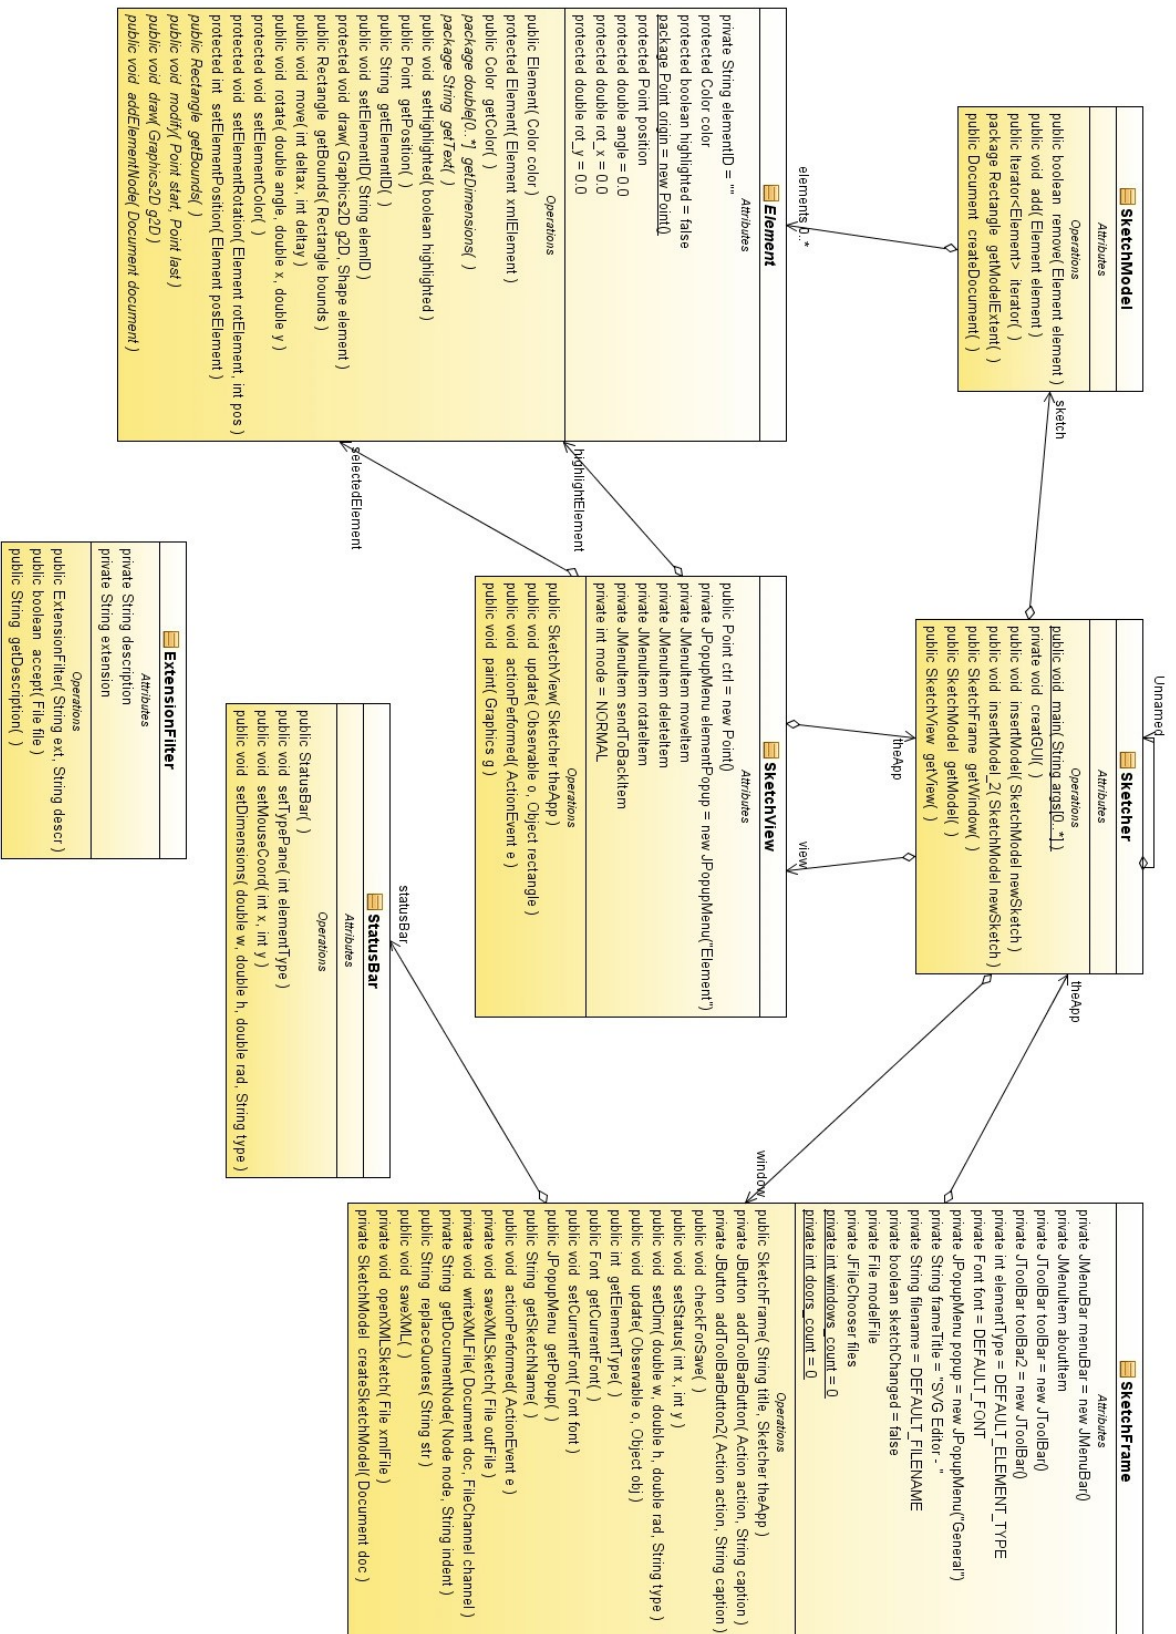 SketchModel
Attributes
Operations
public boolean remove( Element element )
public void add( Element element )
public Iterator<Element> iterator( )
package Rectangle getModelExtent( )
public Document createDocument( )
sketch
elements 0..*
Element
Attributes
private String elementID = ""
protected Color color
protected boolean highlighted = false
package Point origin = new Point()
protected Point position
protected double angle = 0.0
protected double rot_x = 0.0
protected double rot_y = 0.0
Operations
public Element( Color color )
protected Element( Element xmlElement )
public Color getColor( )
package double[0..*] getDimensions( )
package String getText( )
public void setHighlighted( boolean highlighted )
public Point getPosition( )
public String getElementID( )
public void setElementID( String elemID )
protected void draw( Graphics2D g2D, Shape element )
public Rectangle getBounds( Rectangle bounds )
public void move( int deltax, int deltay )
public void rotate( double angle, double x, double y )
protected void setElementColor( )
protected void setElementRotation( Element rotElement, int pos )
protected int setElementPosition( Element posElement )
public Rectangle getBounds( )
public void modify( Point start, Point last )
public void draw( Graphics2D g2D )
public void addElementNode( Document document )
highlightElement
selectedElement
Unnamed
Sketcher
Attributes
Operations
public void main( String args[0..*] )
private void creatGUI( )
public void insertModel( SketchModel newSketch )
public void insertModel_2( SketchModel newSketch )
public SketchFrame getWindow( )
public SketchModel getModel( )
public SketchView getView( )
theApp
theApp
view
SketchView
Attributes
public Point ctrl = new Point()
private JPopupMenu elementPopup = new JPopupMenu("Element")
private JMenuItem moveItem
private JMenuItem deleteItem
private JMenuItem rotateItem
private JMenuItem sendToBackItem
private int mode = NORMAL
Operations
public SketchView( Sketcher theApp )
public void update( Observable o, Object rectangle )
public void actionPerformed( ActionEvent e )
public void paint( Graphics g )
statusBar
StatusBar
Attributes
Operations
public StatusBar( )
public void setTypePane( int elementType )
public void setMouseCoord( int x, int y )
public void setDimensions( double w, double h, double rad, String type )
ExtensionFilter
Attributes
private String description
private String extension
Operations
public ExtensionFilter( String ext, String descr )
public boolean accept( File file )
public String getDescription( )
window
SketchFrame
Attributes
private JMenuBar menuBar = new JMenuBar()
private JMenuItem aboutItem
private JToolBar toolBar = new JToolBar()
private JToolBar toolBar2 = new JToolBar()
private int elementType = DEFAULT_ELEMENT_TYPE
private Font font = DEFAULT_FONT
private JPopupMenu popup = new JPopupMenu("General")
private String frameTitle = "SVG Editor - "
private String filename = DEFAULT_FILENAME
private boolean sketchChanged = false
private File modelFile
private JFileChooser files
private int windows_count = 0
private int doors_count = 0
Operations
public SketchFrame( String title, Sketcher theApp )
private JButton addToolBarButton( Action action, String caption )
private JButton addToolBarButton2( Action action, String caption )
public void checkForSave( )
public void setStatus( int x, int y )
public void setDim( double w, double h, double rad, String type )
public void update( Observable o, Object obj )
public int getElementType( )
public Font getCurrentFont( )
public void setCurrentFont( Font font )
public JPopupMenu getPopup( )
public String getSketchName( )
public void actionPerformed( ActionEvent e )
private void saveXMLSketch( File outFile )
private void writeXMLFile( Document doc, FileChannel channel )
private String getDocumentNode( Node node, String indent )
public String replaceQuotes( String str )
public void saveXML( )
private void openXMLSketch( File xmlFile )
private SketchModel createSketchModel( Document doc )